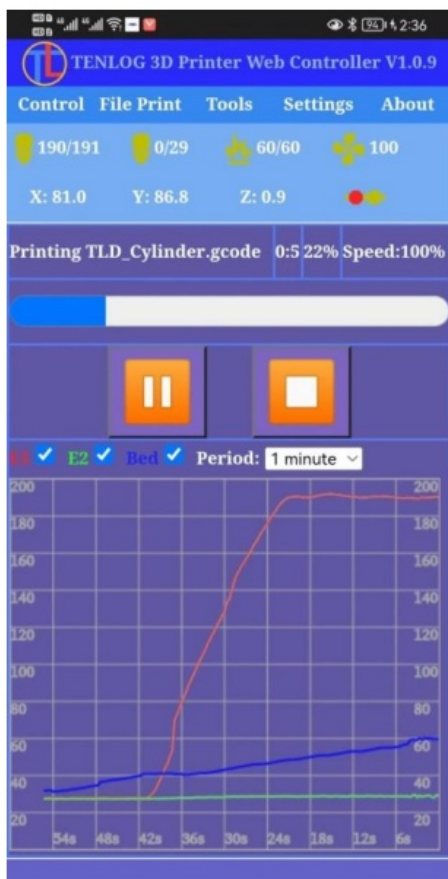 94 2:36
TL TENLOG 3D Printer Web Controller V1.0.9
Control File Print Tools Settings About
190/191 0/29 60/60 100
X: 81.0 Y: 86.8 Z: 0.9
Printing TLD_Cylinder.gcode 0:5 22% Speed:100%
E1 E2 Bed Period: 1 minute
200 200
180 180
160 160
140 140
120 120
100 100
80 80
60 60
40 40
20 20
54s 48s 42s 36s 30s 24s 18s 12s 6s